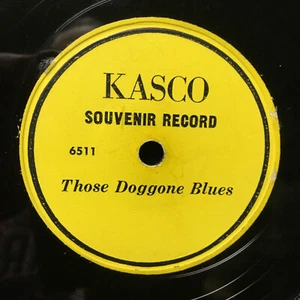 KASCO
SOUVENIR RECORD
6511
Those Doggone Blues